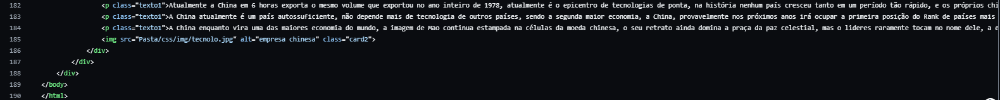 182 <p class="texto1">Atualmente a China em 6 horas exporta o mesmo volume que exportou no ano inteiro de 1978, atualmente é o epicentro de tecnologias de ponta, na história nenhum país cresceu tanto em um período tão rápido, e os próprios chi
183 <p class="texto1">A China atualmente é um país autossuficiente, não depende mais de tecnologia de outros países, sendo a segunda maior economia, a China, provavelmente nos próximos anos irá ocupar a primeira posição do Rank de países mais
184 <p class="texto1">A China enquanto vira uma das maiores economia do mundo, a imagem de Mao continua estampada na células da moeda chinesa, o seu retrato ainda domina a praça da paz celestial, mas o lideres raramente tocam no nome dele, a e
185 <img src="Pasta/css/img/tecnolo.jpg" alt="empresa chinesa" class="card2">
186 </div>
187 </div>
188 </div>
189 </body>
190 </html>